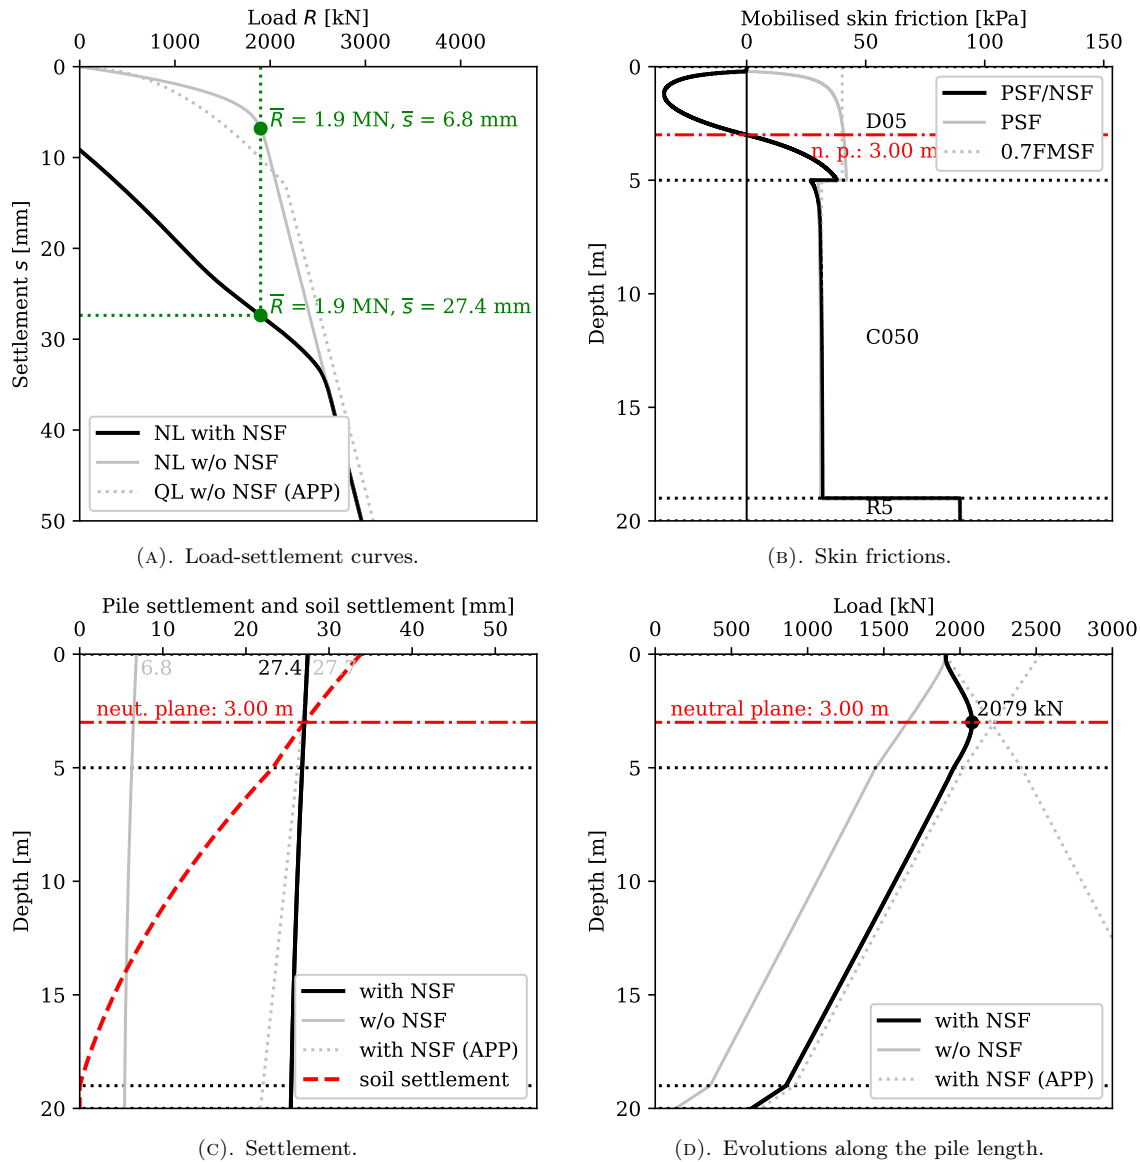 Load R [kN]
0 1000 2000 3000 4000
Settlement s [mm]
0
10
20
30
40
50
R = 1.9 MN, s = 6.8 mm
R = 1.9 MN, s = 27.4 mm
NL with NSF
NL w/o NSF
QL w/o NSF (APP)
(A). Load-settlement curves.
Mobilised skin friction [kPa]
0 50 100 150
Depth [m]
0
5
10
15
20
D05
n. p.: 3.00 m
C050
R5
PSF/NSF
PSF
0.7FMSF
(B). Skin frictions.
Pile settlement and soil settlement [mm]
0 10 20 30 40 50
Depth [m]
0
5
10
15
20
6.8 27.4 27.7
neut. plane: 3.00 m
with NSF
w/o NSF
with NSF (APP)
soil settlement
(C). Settlement.
Load [kN]
0 500 1000 1500 2000 2500 3000
Depth [m]
0
5
10
15
20
neutral plane: 3.00 m
2079 kN
with NSF
w/o NSF
with NSF (APP)
(D). Evolutions along the pile length.